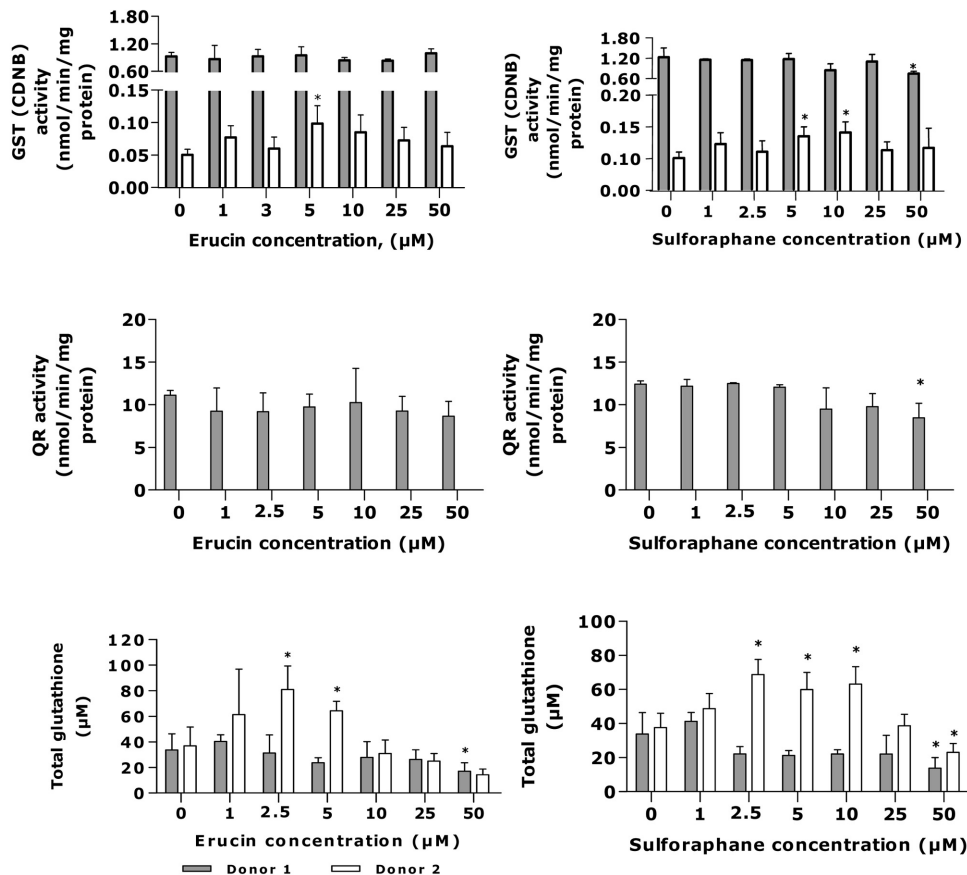 GST (CDNB)
activity
(nmol/min/mg
protein)
1.80
1.20
0.60
0.15
0.10
0.05
0.00
*
0 1 3 5 10 25 50
Erucin concentration, (µM)
GST (CDNB)
activity
(nmol/min/mg
protein)
1.80
1.20
0.60
0.20
0.15
0.10
0.00
* * *
0 1 2.5 5 10 25 50
Sulforaphane concentration (µM)
QR activity
(nmol/min/mg
protein)
20
15
10
5
0
0 1 2.5 5 10 25 50
Erucin concentration (µM)
QR activity
(nmol/min/mg
protein)
20
15
10
5
0
*
0 1 2.5 5 10 25 50
Sulforaphane concentration (µM)
Total glutathione
(µM)
120
100
80
60
40
20
0
* * *
0 1 2.5 5 10 25 50
Erucin concentration (µM)
Total glutathione
(µM)
100
80
60
40
20
0
* * * * *
0 1 2.5 5 10 25 50
Sulforaphane concentration (µM)
Donor 1 Donor 2